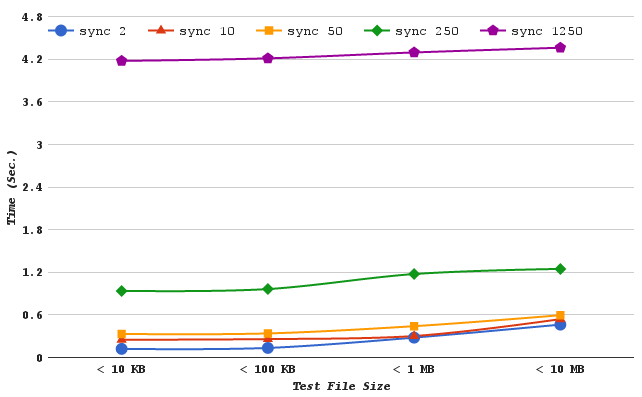 4.8
sync 2 sync 10 sync 50 sync 250 sync 1250
4.2
3.6
3
2.4
1.8
1.2
0.6
0
Time (Sec.)
< 10 KB < 100 KB < 1 MB < 10 MB
Test File Size